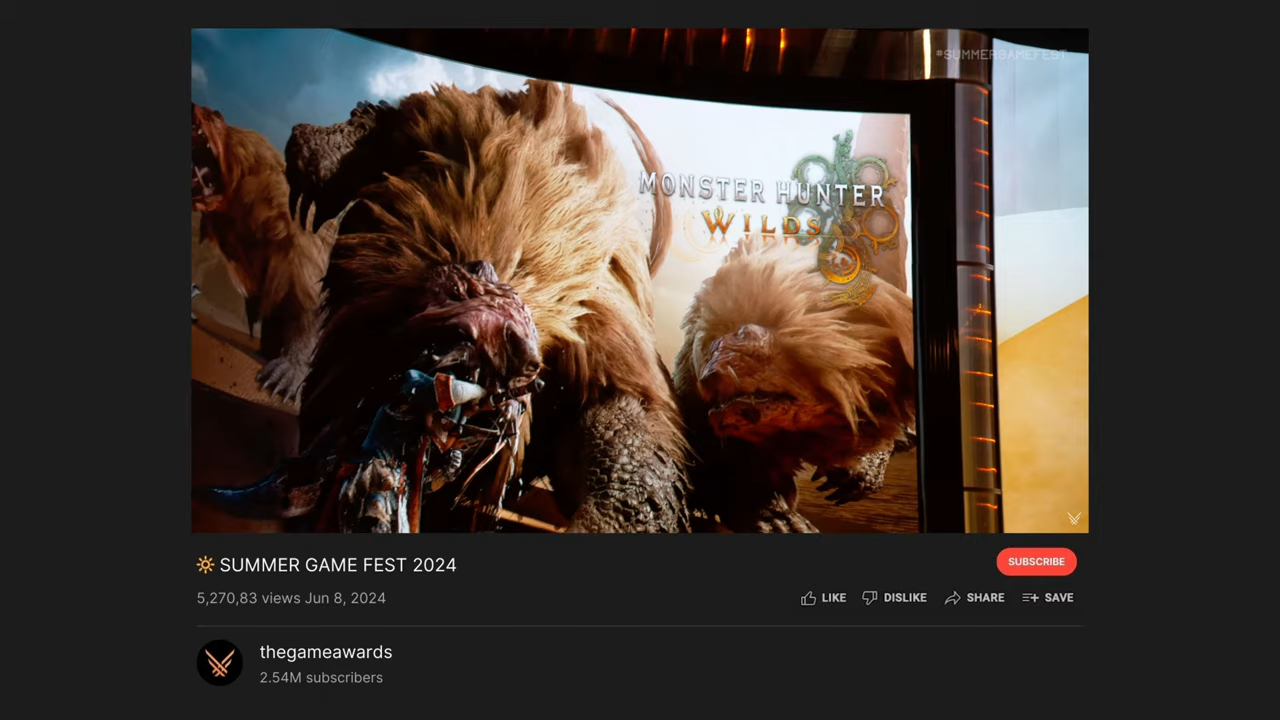 #SUMMERGAMEFEST
MONSTER HUNTER
WILDS
SUMMER GAME FEST 2024
SUBSCRIBE
5,270,83 views Jun 8, 2024
LIKE
DISLIKE
SHARE
SAVE
thegameawards
2.54M subscribers